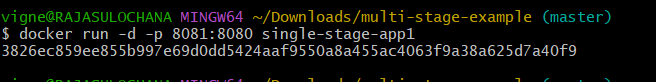 vigne@RAJASULOCHANA MINGW64 ~/Downloads/multi-stage-example (master)
$ docker run -d -p 8081:8080 single-stage-app1
3826ec859ee855b997e69d0dd5424aaf9550a8a455ac4063f9a38a625d7a40f9